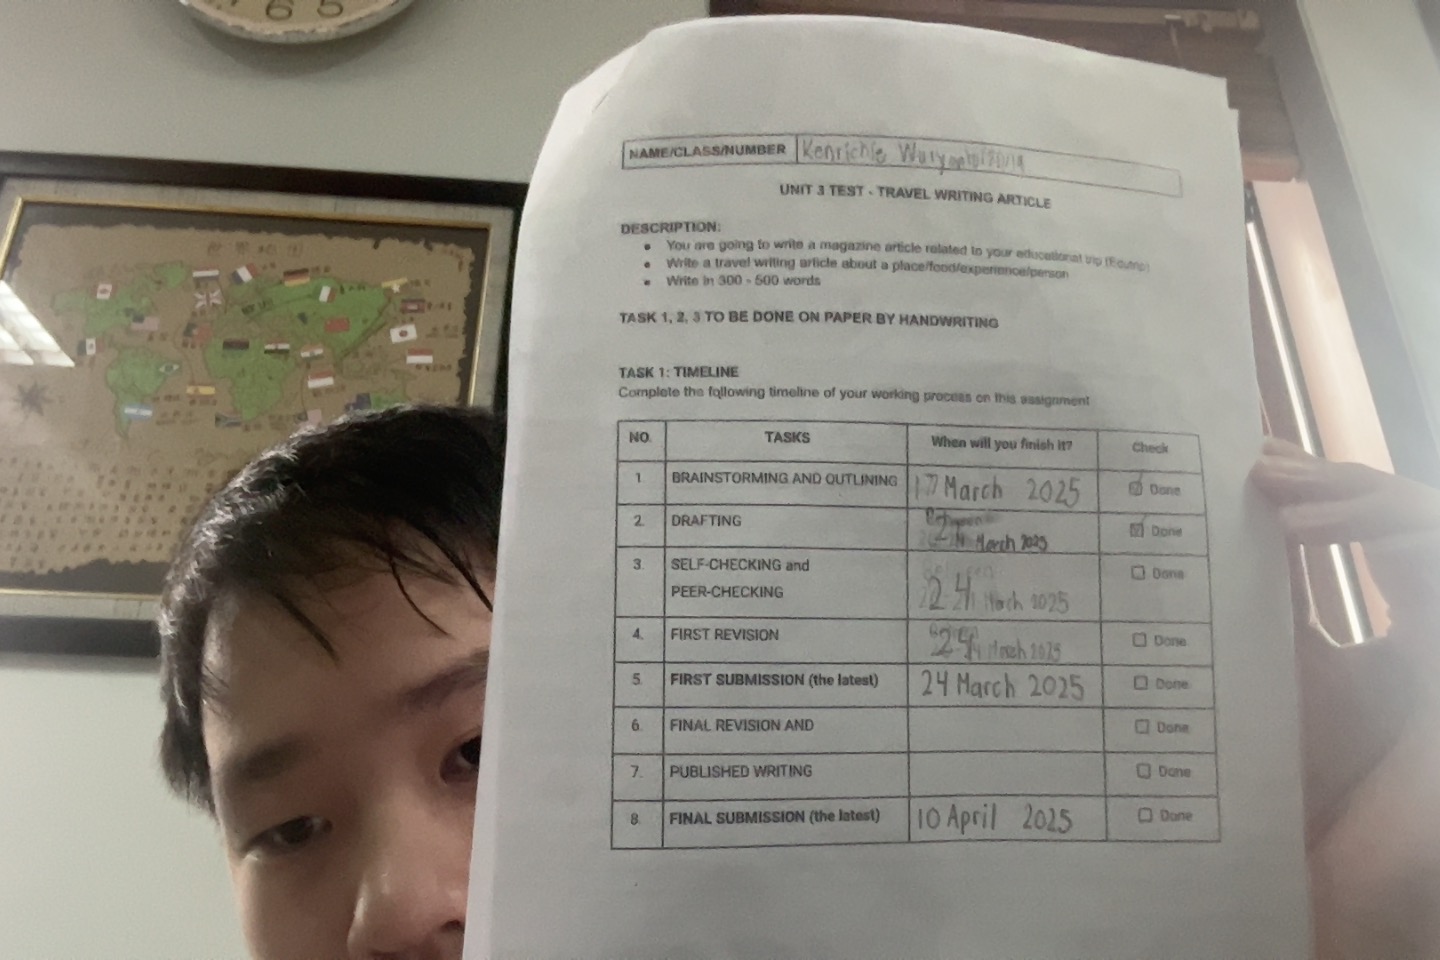 6 5
NAME/CLASS/NUMBER Kenrichie
UNIT 3 TEST - TRAVEL WRITING ARTICLE
DESCRIPTION:
You are going to write a magazine article related to your educational trip (Edutrip)
Write a travel writing article about a place/food/experience/person
Write in 300 - 500 words
TASK 1, 2, 3 TO BE DONE ON PAPER BY HANDWRITING
TASK 1: TIMELINE
Complete the following timeline of your working process on this assignment
NO. TASKS When will you finish it? Check
1 BRAINSTORMING AND OUTLINING 17 March 2025 Done
2. DRAFTING March 2025 Done
3. SELF-CHECKING and
PEER-CHECKING 24 March 2025 Done
4. FIRST REVISION 24 March 2025 Done
5. FIRST SUBMISSION (the latest) 24 March 2025 Done
6. FINAL REVISION AND Done
7. PUBLISHED WRITING Done
8. FINAL SUBMISSION (the latest) 10 April 2025 Done